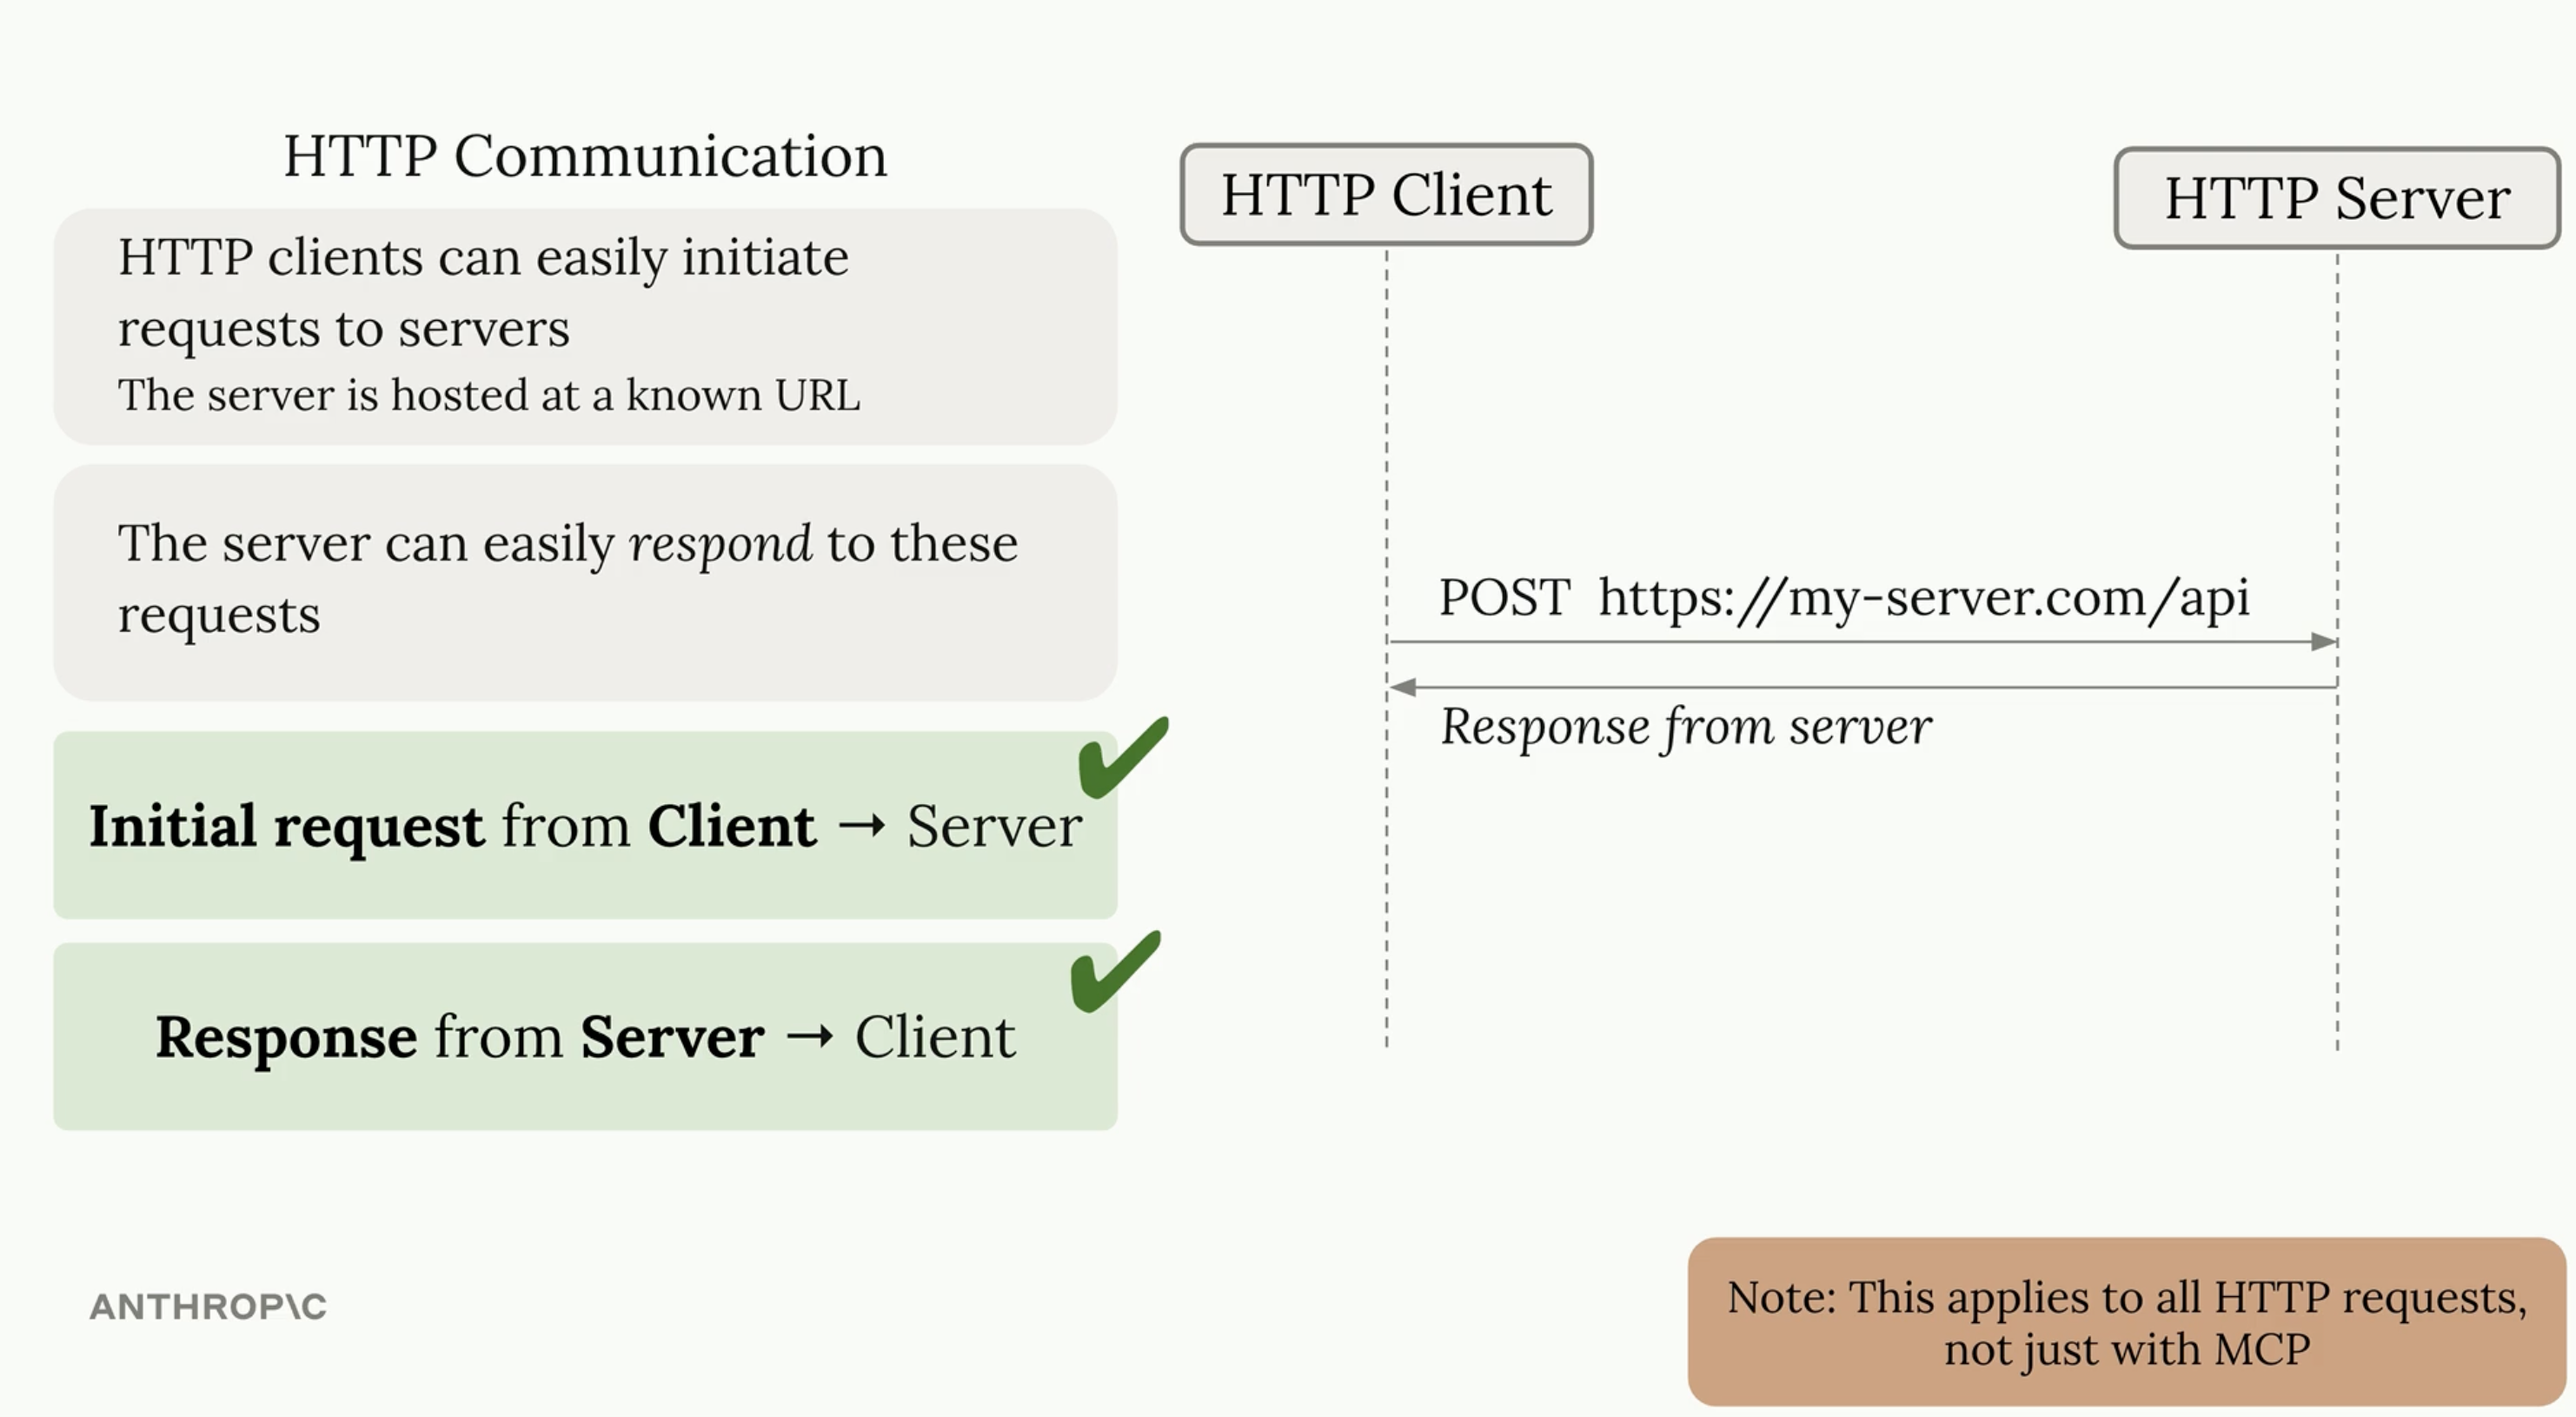 HTTP Communication
HTTP clients can easily initiate
requests to servers
The server is hosted at a known URL
The server can easily respond to these
requests
Initial request from Client → Server
Response from Server → Client
HTTP Client
HTTP Server
POST https://my-server.com/api
Response from server
ANTHROP\C
Note: This applies to all HTTP requests,
not just with MCP